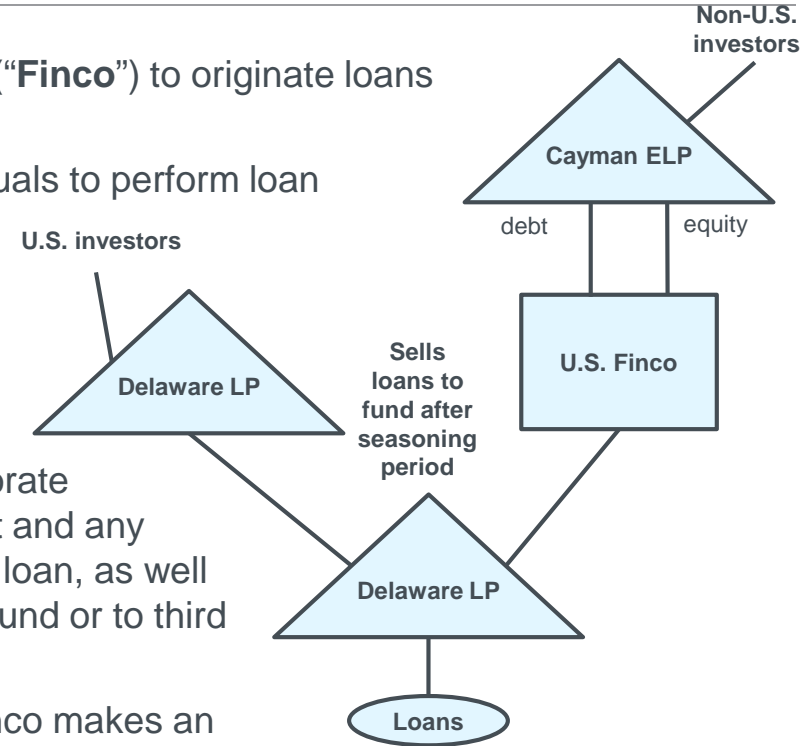 Non-U.S.
investors
(“Finco”) to originate loans
Cayman ELP
uals to perform loan
debt
equity
U.S. investors
Sells
loans to
fund after
seasoning
period
U.S. Finco
Delaware LP
orate
t and any
loan, as well
und or to third
Delaware LP
nco makes an
Loans